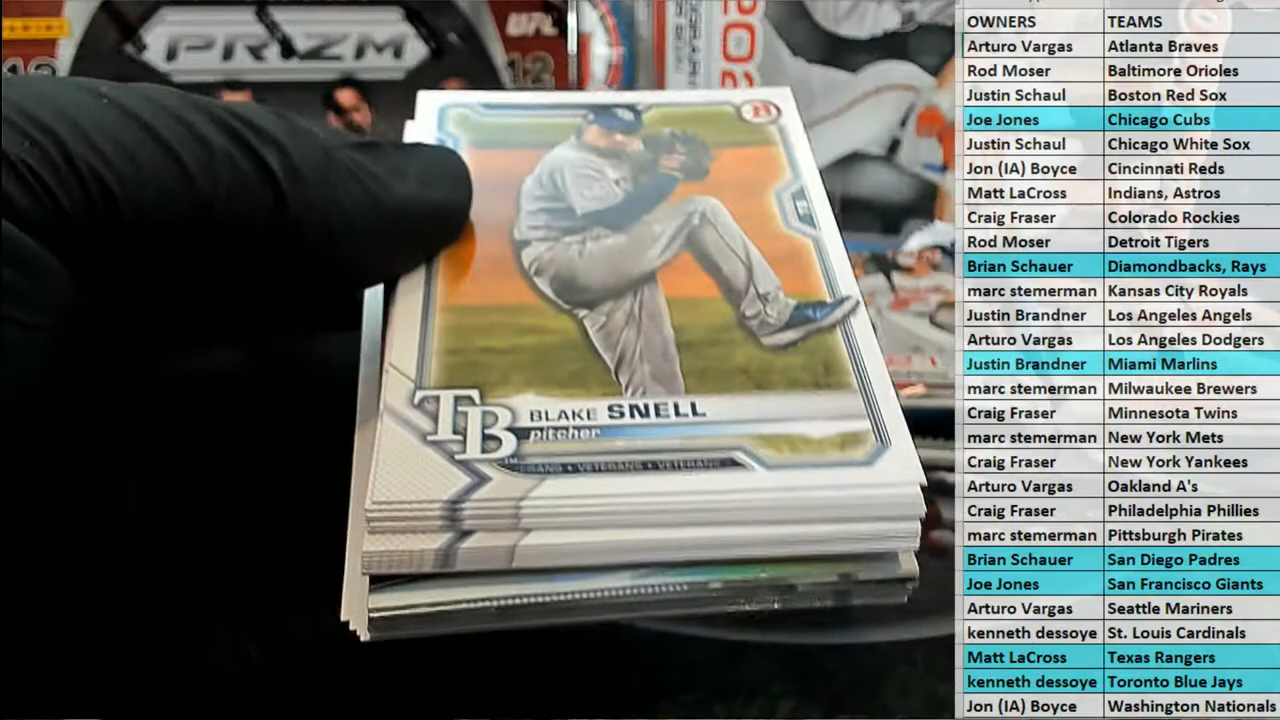 PANINI
PRIZM
UFL
12
202
23
TB
BLAKE SNELL
pitcher
VETERANS • VETERANS
OWNERS TEAMS
Arturo Vargas Atlanta Braves
Rod Moser Baltimore Orioles
Justin Schaul Boston Red Sox
Joe Jones Chicago Cubs
Justin Schaul Chicago White Sox
Jon (IA) Boyce Cincinnati Reds
Matt LaCross Indians, Astros
Craig Fraser Colorado Rockies
Rod Moser Detroit Tigers
Brian Schauer Diamondbacks, Rays
marc stemerman Kansas City Royals
Justin Brandner Los Angeles Angels
Arturo Vargas Los Angeles Dodgers
Justin Brandner Miami Marlins
marc stemerman Milwaukee Brewers
Craig Fraser Minnesota Twins
marc stemerman New York Mets
Craig Fraser New York Yankees
Arturo Vargas Oakland A's
Craig Fraser Philadelphia Phillies
marc stemerman Pittsburgh Pirates
Brian Schauer San Diego Padres
Joe Jones San Francisco Giants
Arturo Vargas Seattle Mariners
kenneth dessoye St. Louis Cardinals
Matt LaCross Texas Rangers
kenneth dessoye Toronto Blue Jays
Jon (IA) Boyce Washington Nationals